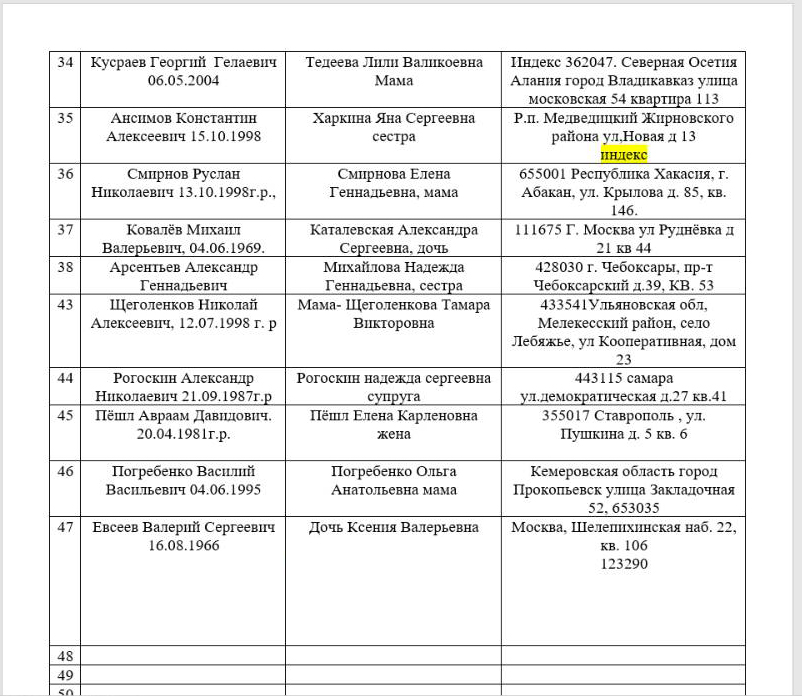 34 Кусраев Георгий Гелаевич Тедеева Лили Валикоевна Индекс 362047. Северная Осетия
06.05.2004 Мама Алания город Владикавказ улица
московская 54 квартира 113
35 Ансимов Константин Харкина Яна Сергеевна Р.п. Медведицкий Жирновского
Алексеевич 15.10.1998 сестра района ул,Новая д 13
индекс
36 Смирнов Руслан Смирнова Елена 655001 Республика Хакасия, г.
Николаевич 13.10.1998г.р., Геннадьевна, мама Абакан, ул. Крылова д. 85, кв.
146.
37 Ковалёв Михаил Каталевская Александра 111675 Г. Москва ул Руднёвка д
Валерьевич, 04.06.1969. Сергеевна, дочь 21 кв 44
38 Арсентьев Александр Михайлова Надежда 428030 г. Чебоксары, пр-т
Геннадьевич Геннадьевна, сестра Чебоксарский д.39, КВ. 53
43 Щеголенков Николай Мама- Щеголенкова Тамара 433541Ульяновская обл,
Алексеевич, 12.07.1998 г. р Викторовна Мелекесский район, село
Лебяжье, ул Кооперативная, дом
23
44 Рогоскин Александр Рогоскин надежда сергеевна 443115 самара
Николаевич 21.09.1987г.р супруга ул.демократическая д.27 кв.41
45 Пёшл Авраам Давидович. Пёшл Елена Карленовна 355017 Ставрополь , ул.
20.04.1981г.р. жена Пушкина д. 5 кв. 6
46 Погребенко Василий Погребенко Ольга Кемеровская область город
Васильевич 04.06.1995 Анатольевна мама Прокопьевск улица Закладочная
52, 653035
47 Евсеев Валерий Сергеевич Дочь Ксения Валерьевна Москва, Шелепихинская наб. 22,
16.08.1966 кв. 106
123290
48
49
50